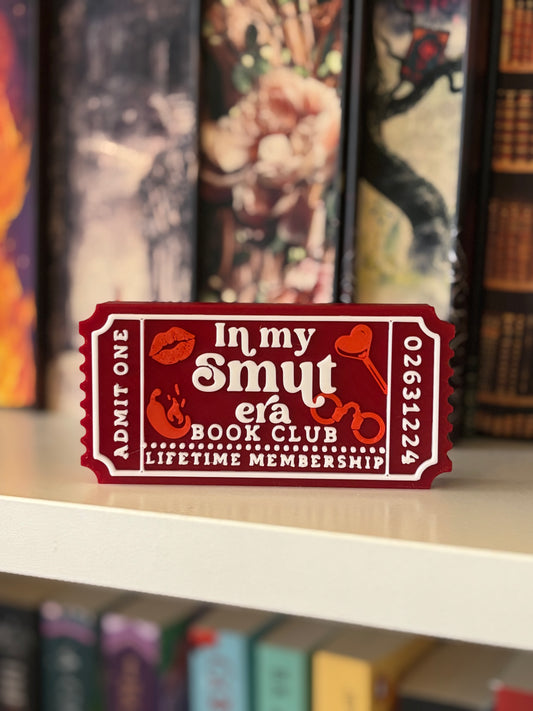 ADMIT ONE
In my
Smut
era
BOOK CLUB
LIFETIME MEMBERSHIP
02631224